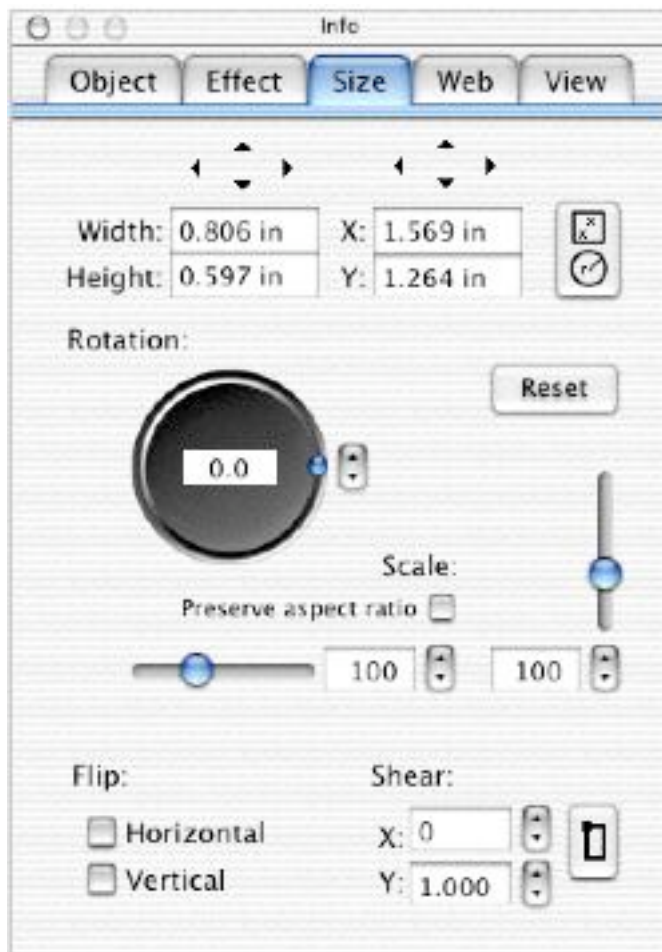 Info
Object Effect Size Web View
Width: 0.806 in X: 1.569 in
Height: 0.597 in Y: 1.264 in
Rotation:
Reset
0.0
Scale:
Preserve aspect ratio
100 100
Flip: Shear:
Horizontal X: 0
Vertical Y: 1.000